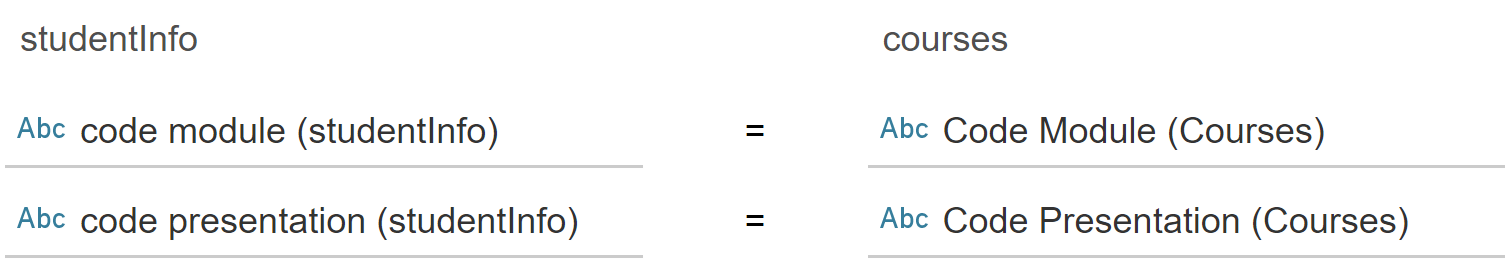 studentInfo courses
Abc code module (studentInfo) = Abc Code Module (Courses)
Abc code presentation (studentInfo) = Abc Code Presentation (Courses)